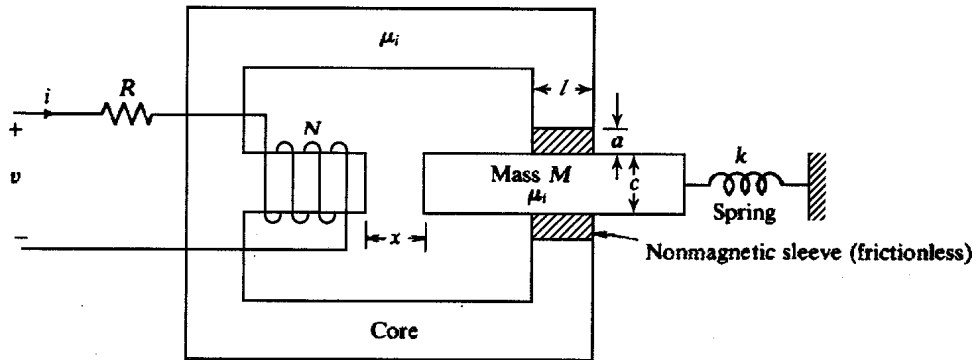 μᵢ
l
i
R
+
N
a
k
v
Mass M
c
μᵢ
Spring
−
x
Nonmagnetic sleeve (frictionless)
Core